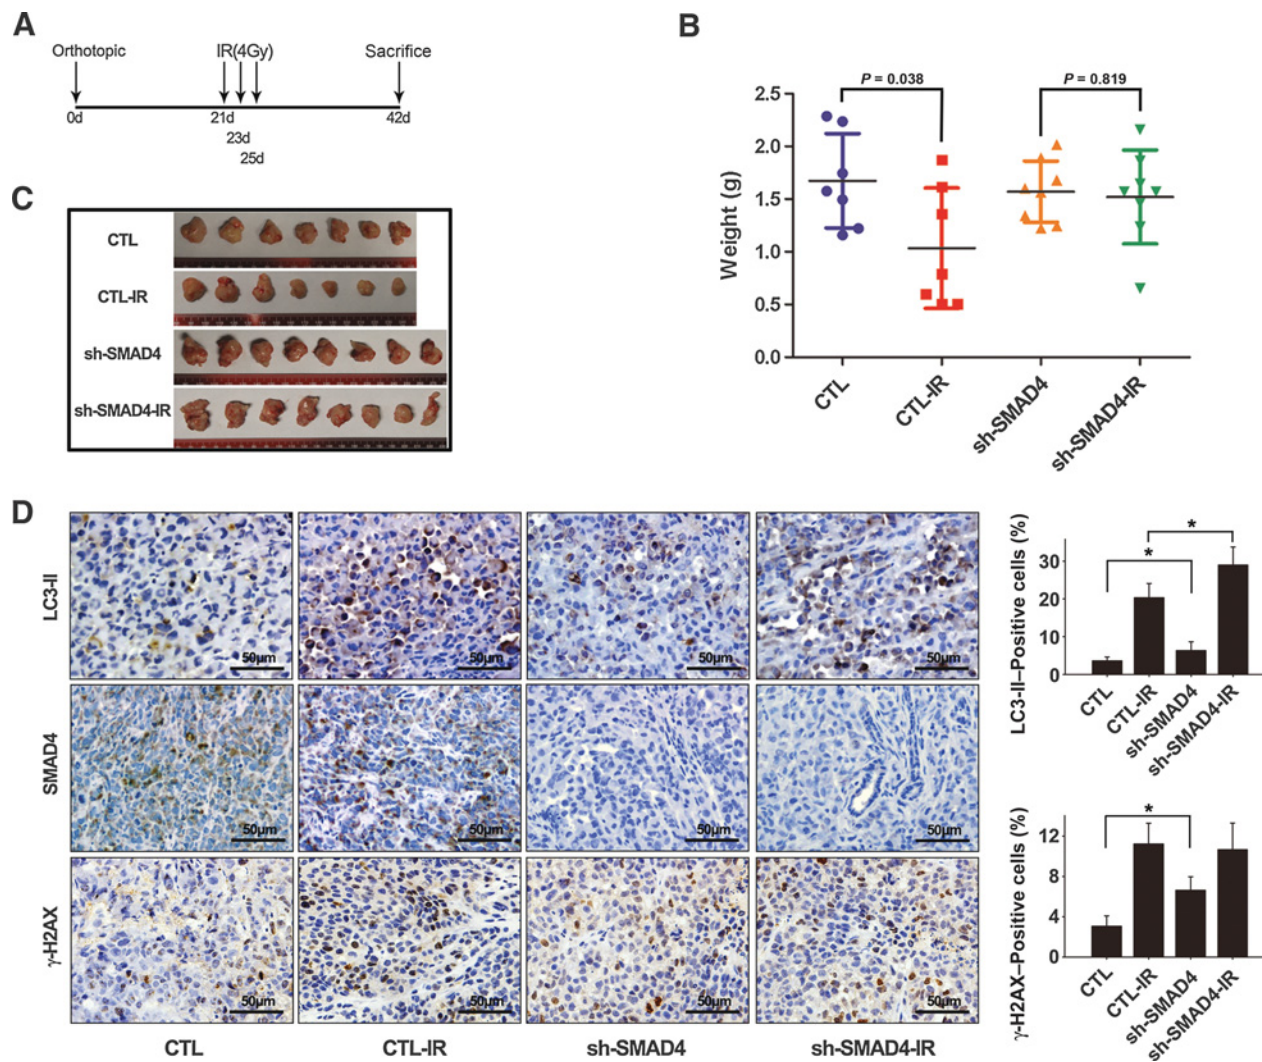 A
Orthotopic
IR(4Gy)
Sacrifice
0d
21d
42d
23d
25d
B
P = 0.038
P = 0.819
2.5
2.0
1.5
1.0
0.5
0.0
Weight (g)
CTL
CTL-IR
sh-SMAD4
sh-SMAD4-IR
C
CTL
CTL-IR
sh-SMAD4
sh-SMAD4-IR
D
LC3-II
50µm
50µm
50µm
50µm
SMAD4
50µm
50µm
50µm
50µm
γ-H2AX
50µm
50µm
50µm
50µm
CTL
CTL-IR
sh-SMAD4
sh-SMAD4-IR
LC3-II–Positive cells (%)
30
20
10
0
*
*
CTL
CTL-IR
sh-SMAD4
sh-SMAD4-IR
γ-H2AX–Positive cells (%)
12
8
4
0
*
CTL
CTL-IR
sh-SMAD4
sh-SMAD4-IR